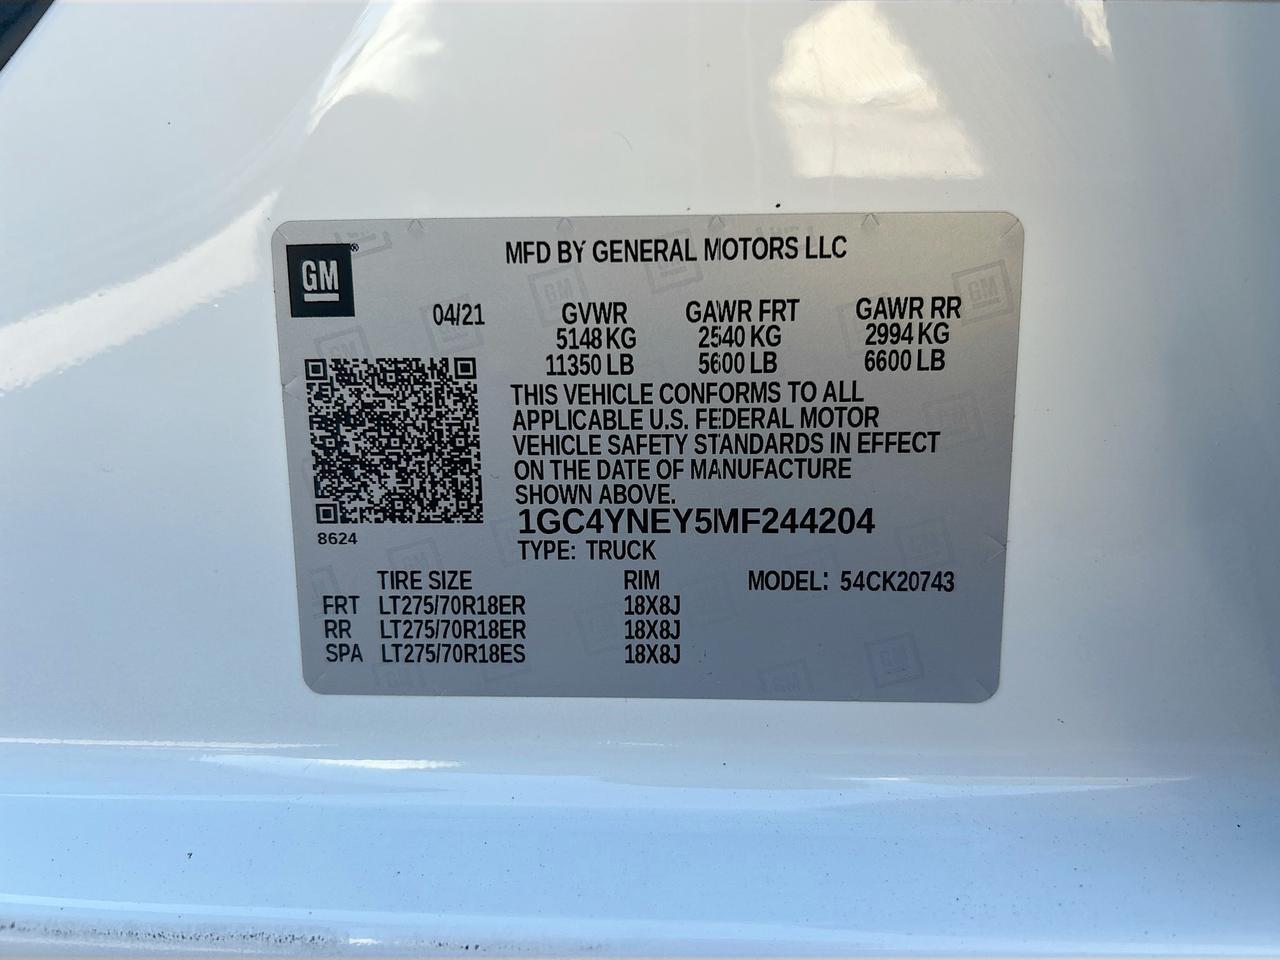 MFD BY GENERAL MOTORS LLC
GM®
04/21 GVWR GAWR FRT GAWR RR
5148 KG 2540 KG 2994 KG
11350 LB 5600 LB 6600 LB
THIS VEHICLE CONFORMS TO ALL
APPLICABLE U.S. FEDERAL MOTOR
VEHICLE SAFETY STANDARDS IN EFFECT
ON THE DATE OF MANUFACTURE
SHOWN ABOVE.
1GC4YNEY5MF244204
8624
TYPE: TRUCK
TIRE SIZE RIM MODEL: 54CK20743
FRT LT275/70R18ER 18X8J
RR LT275/70R18ER 18X8J
SPA LT275/70R18ES 18X8J